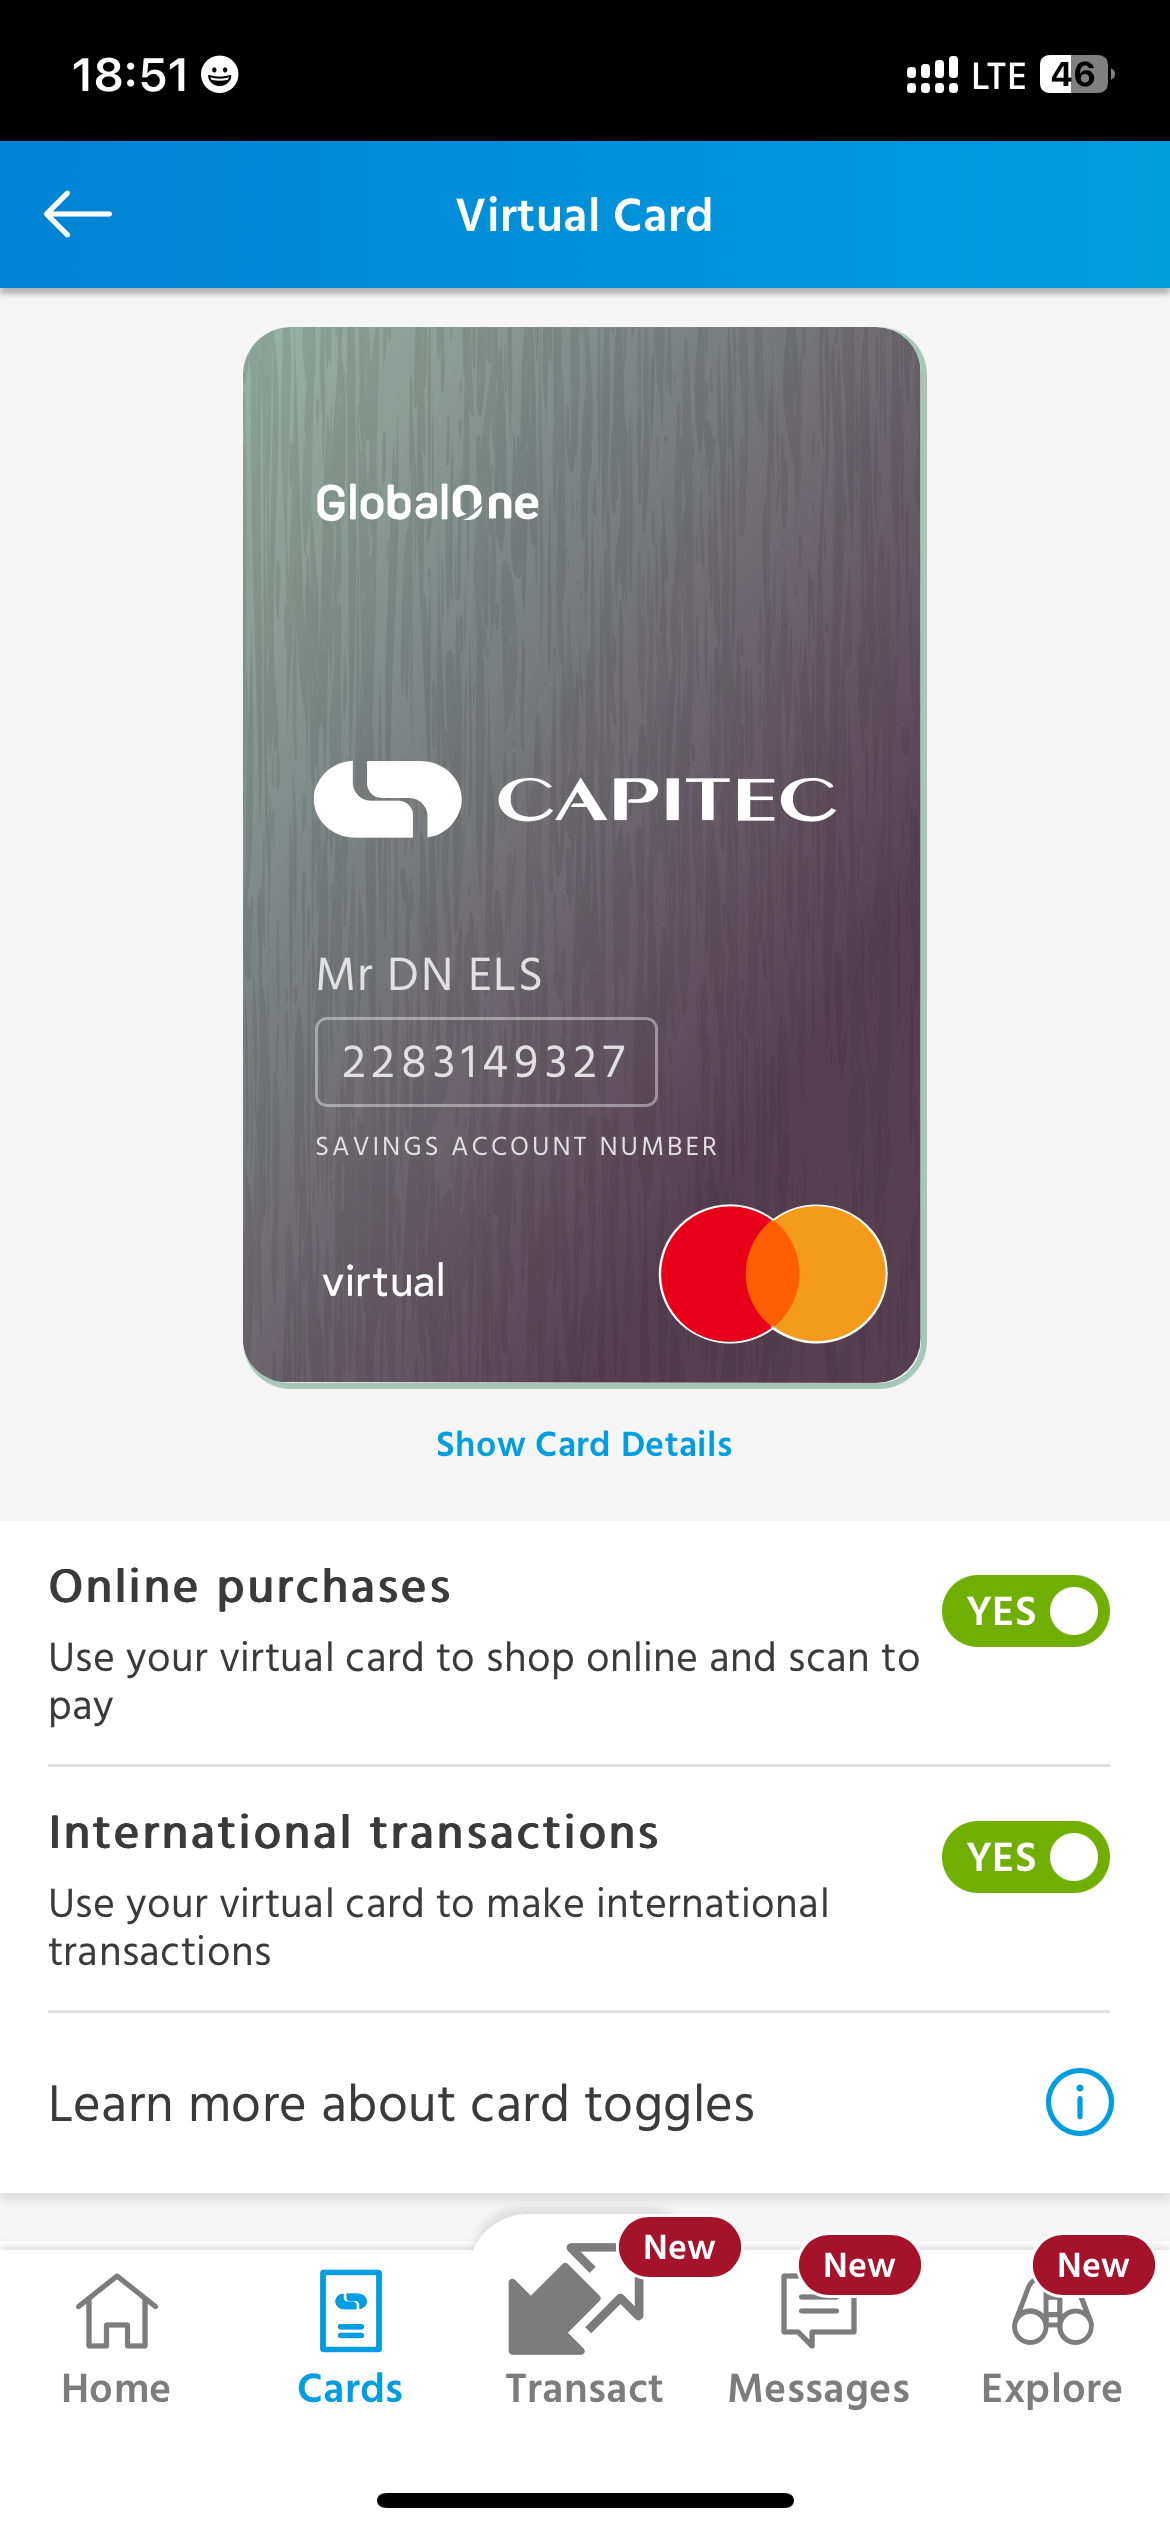 18:51
LTE 46
Virtual Card
GlobalOne
CAPITEC
Mr DN ELS
2283149327
SAVINGS ACCOUNT NUMBER
virtual
Show Card Details
Online purchases
YES
Use your virtual card to shop online and scan to
pay
International transactions
YES
Use your virtual card to make international
transactions
Learn more about card toggles
New
New
New
Home
Cards
Transact
Messages
Explore